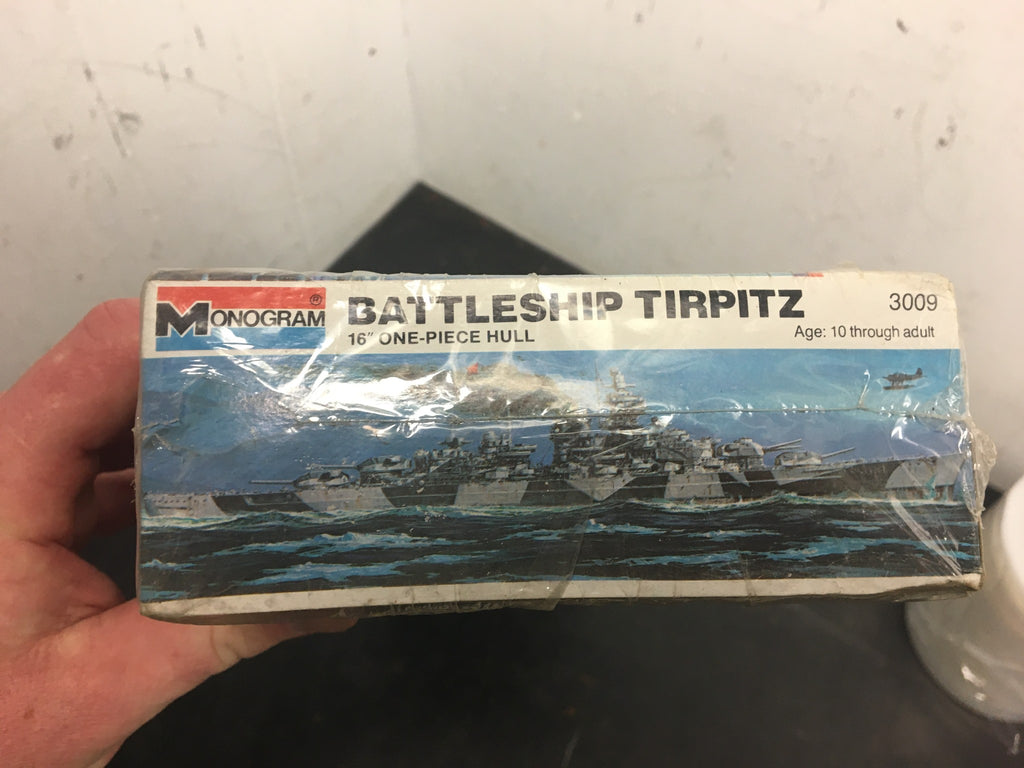 MONOGRAM®
BATTLESHIP TIRPITZ
16" ONE-PIECE HULL
3009
Age: 10 through adult